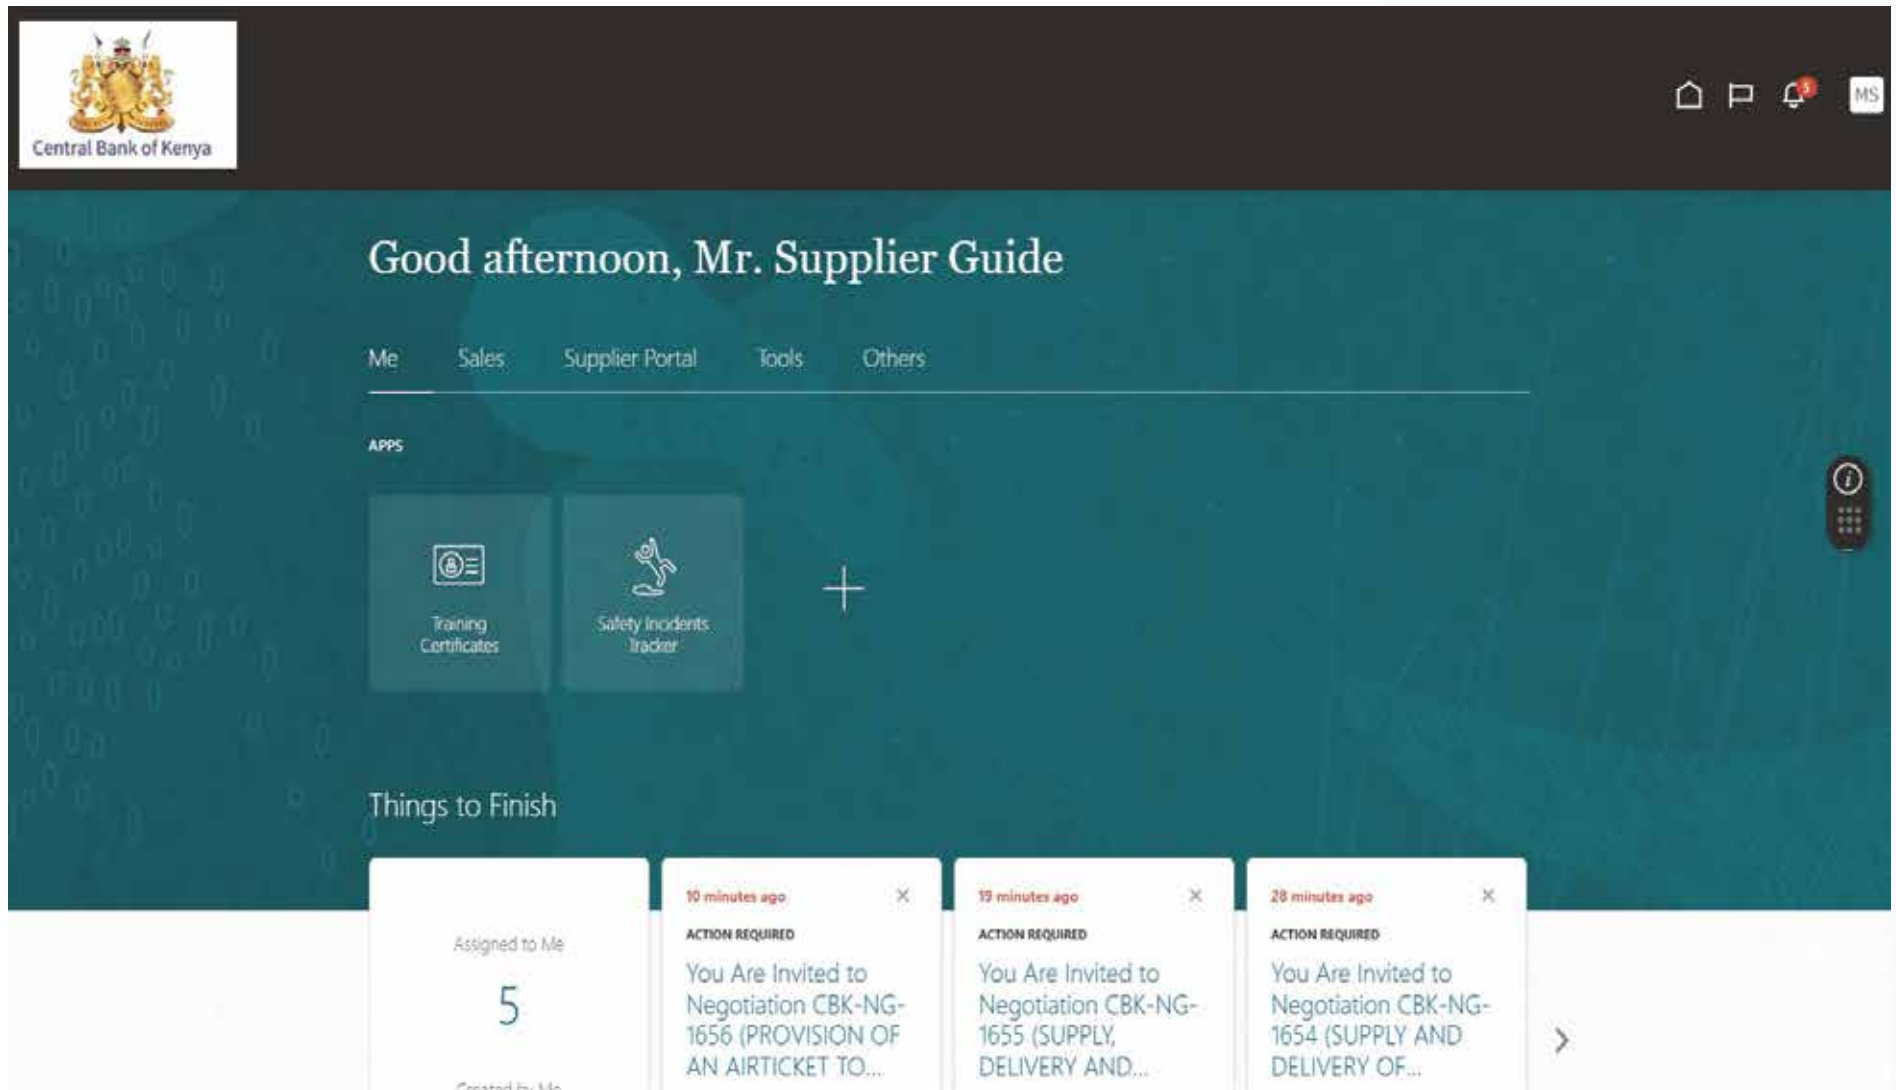 Central Bank of Kenya
5
MS
Good afternoon, Mr. Supplier Guide
Me Sales Supplier Portal Tools Others
APPS
Training
Certificates
Safety Incidents
Tracker
Things to Finish
Assigned to Me
5
Created by Me
10 minutes ago
ACTION REQUIRED
You Are Invited to
Negotiation CBK-NG-
1656 (PROVISION OF
AN AIRTICKET TO...
19 minutes ago
ACTION REQUIRED
You Are Invited to
Negotiation CBK-NG-
1655 (SUPPLY,
DELIVERY AND...
28 minutes ago
ACTION REQUIRED
You Are Invited to
Negotiation CBK-NG-
1654 (SUPPLY AND
DELIVERY OF...